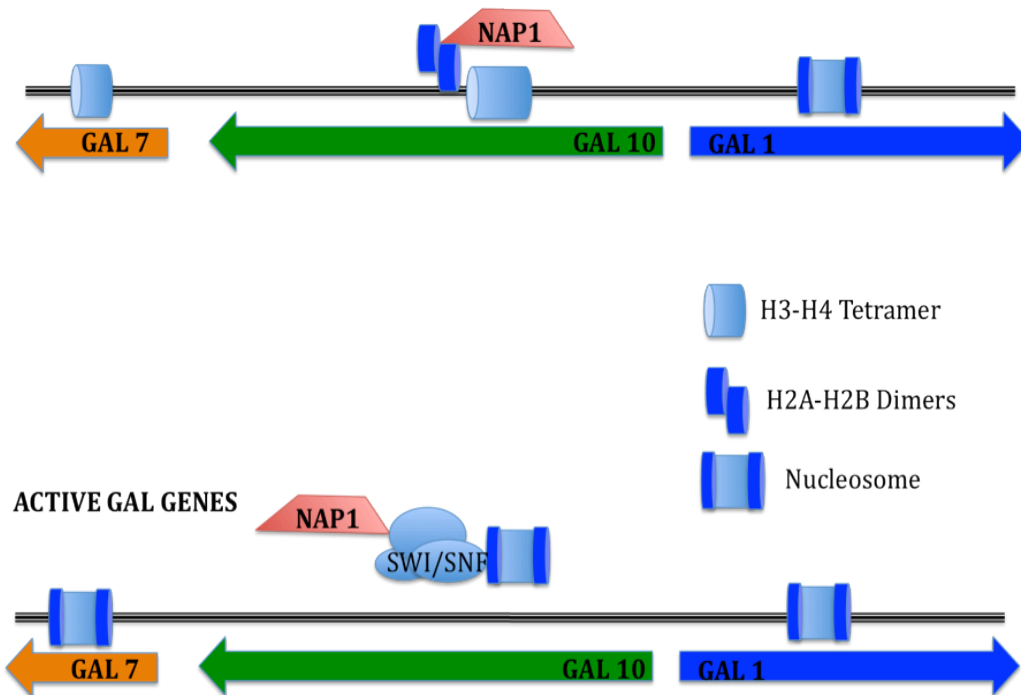 NAP1
GAL 7
GAL 10
GAL 1
H3-H4 Tetramer
H2A-H2B Dimers
Nucleosome
ACTIVE GAL GENES
NAP1
SWI/SNF
GAL 7
GAL 10
GAL 1